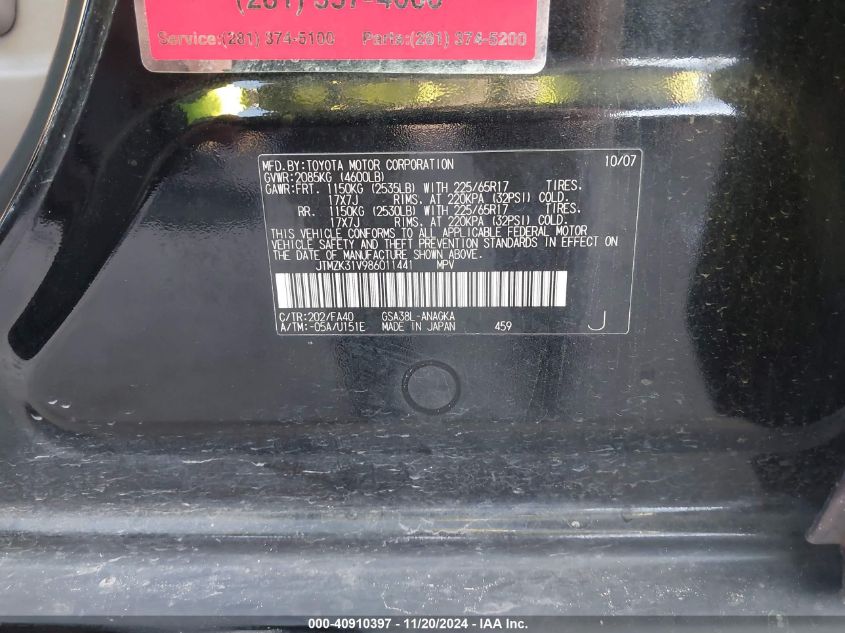 (281) 357-4000
Service:(281) 374-5100 Parts:(281) 374-5200
MFD.BY:TOYOTA MOTOR CORPORATION 10/07
GVWR:2085KG (4600LB)
GAWR:FRT. 1150KG (2535LB) WITH 225/65R17 TIRES.
17X7J RIMS, AT 220KPA (32PSI) COLD.
RR. 1150KG (2530LB) WITH 225/65R17 TIRES.
17X7J RIMS, AT 220KPA (32PSI) COLD.
THIS VEHICLE CONFORMS TO ALL APPLICABLE FEDERAL MOTOR
VEHICLE SAFETY AND THEFT PREVENTION STANDARDS IN EFFECT ON
THE DATE OF MANUFACTURE SHOWN ABOVE.
JTMZK31V986011441 MPV
C/TR:202/FA40 GSA38L-ANAGKA
A/TM:-05A/U151E MADE IN JAPAN 459 J
000-40910397 - 11/20/2024 - IAA Inc.